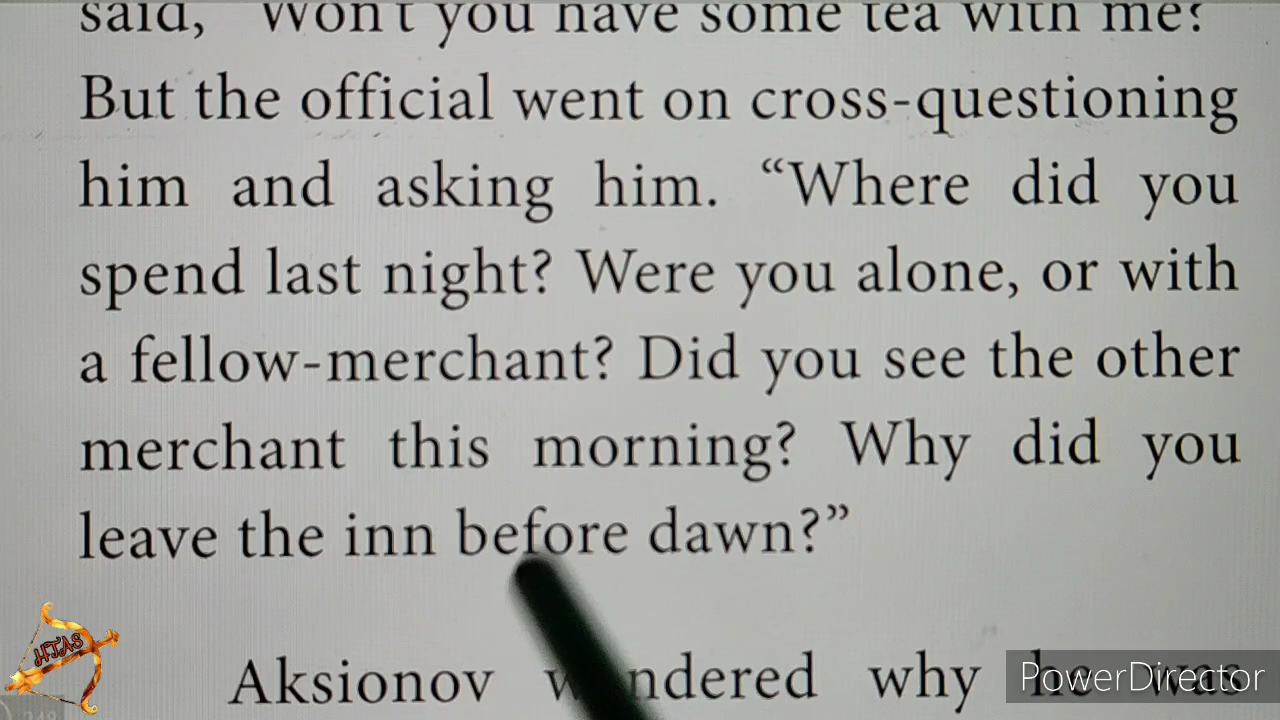 said, "Won't you have some tea with me?
But the official went on cross-questioning
him and asking him. “Where did you
spend last night? Were you alone, or with
a fellow-merchant? Did you see the other
merchant this morning? Why did you
leave the inn before dawn?”
Aksionov wondered why he was
PowerDirector
HTAS